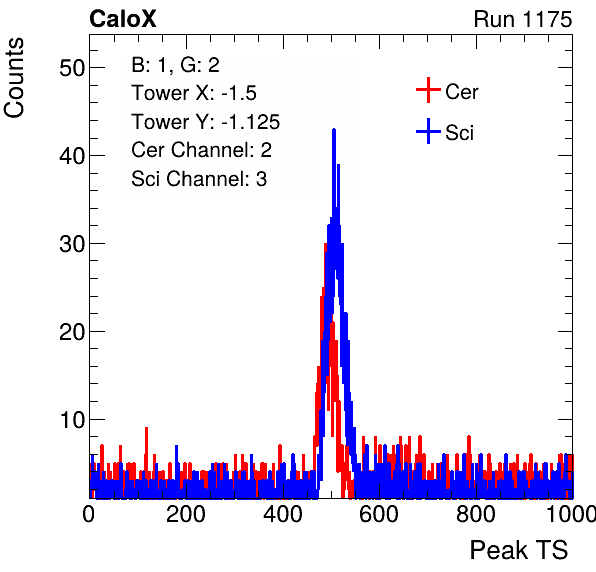 CaloX Run 1175
Counts
B: 1, G: 2
Tower X: -1.5
Tower Y: -1.125
Cer Channel: 2
Sci Channel: 3
Cer
Sci
50
40
30
20
10
0 200 400 600 800 1000
Peak TS